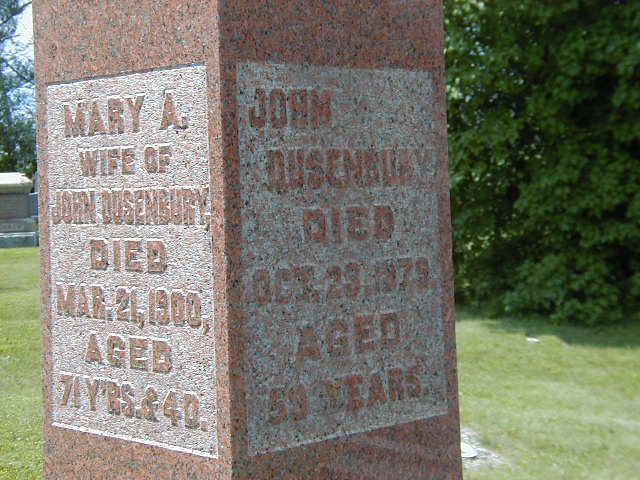 MARY A.
WIFE OF
JOHN DUSENBURY,
DIED
MAR. 21, 1900,
AGED
71 Y'RS. & 4 D.
JOHN
DUSENBURY
DIED
OCT. 23, 1879.
AGED
59 YEARS.